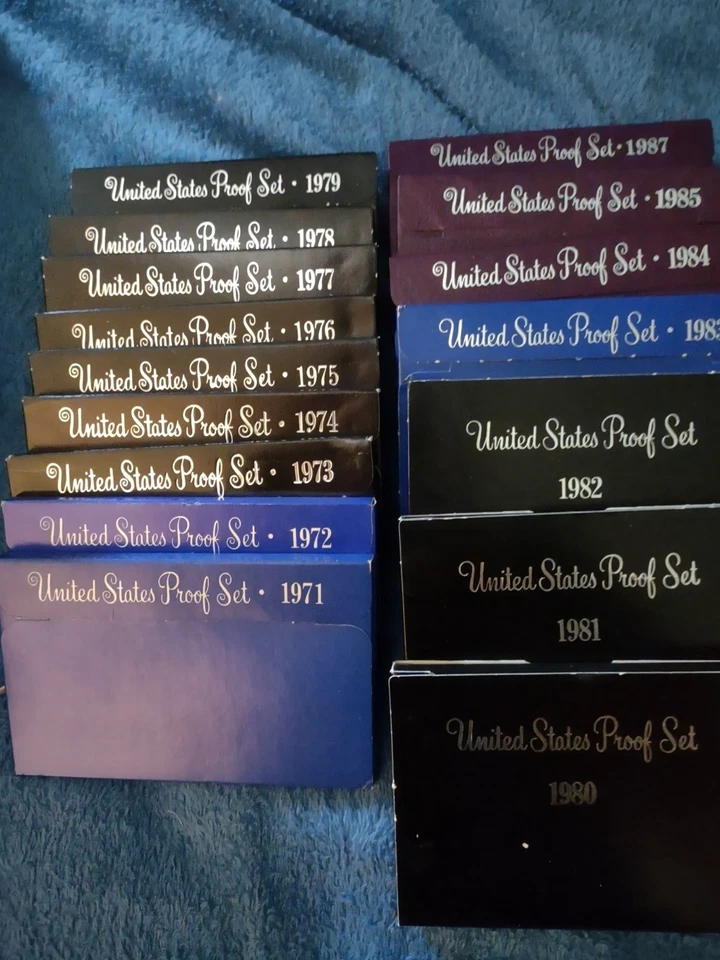 United States Proof Set • 1979
United States Proof Set • 1978
United States Proof Set • 1977
United States Proof Set • 1976
United States Proof Set • 1975
United States Proof Set • 1974
United States Proof Set • 1973
United States Proof Set • 1972
United States Proof Set • 1971
United States Proof Set • 1987
United States Proof Set • 1985
United States Proof Set • 1984
United States Proof Set • 1983
United States Proof Set
1982
United States Proof Set
1981
United States Proof Set
1980